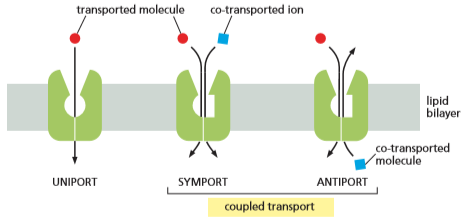 transported molecule
co-transported ion
lipid
bilayer
co-transported
molecule
UNIPORT
SYMPORT
ANTIPORT
coupled transport